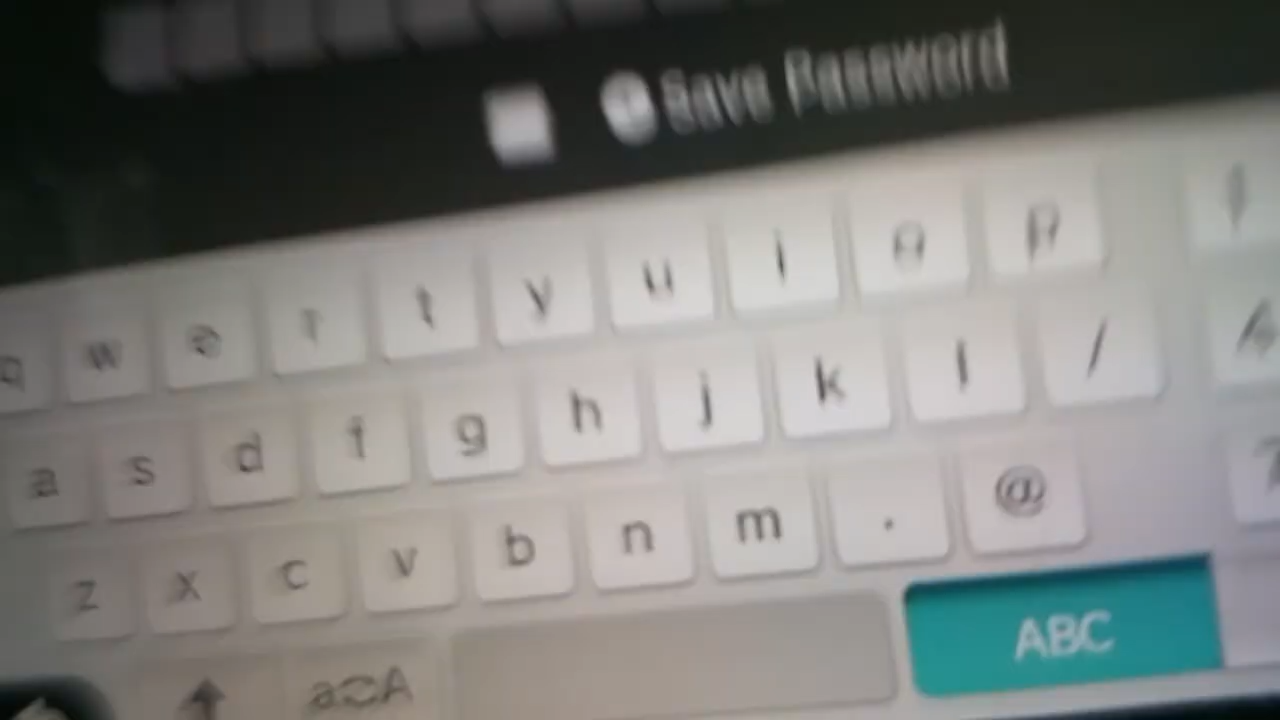 Save Password
q w e r t y u i o p
a s d f g h j k l /
z x c v b n m . @
a⇄A ABC